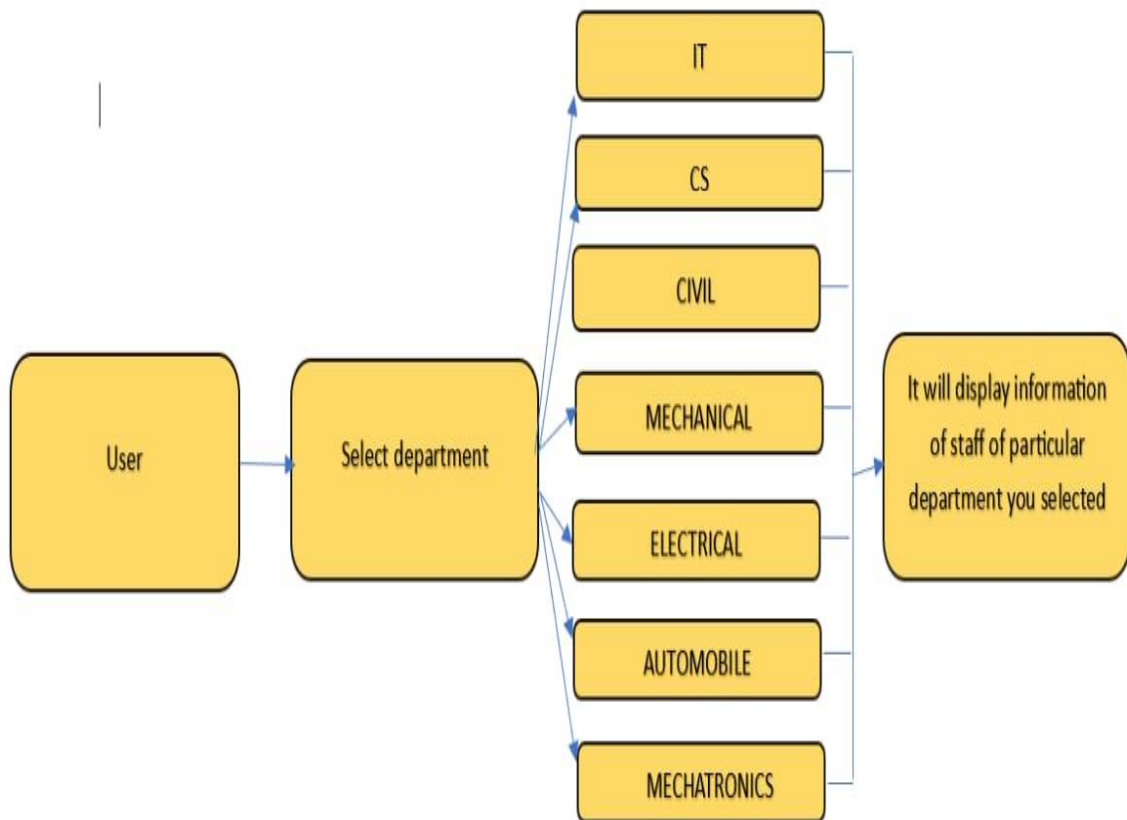 User
Select department
IT
CS
CIVIL
MECHANICAL
ELECTRICAL
AUTOMOBILE
MECHATRONICS
It will display information
of staff of particular
department you selected